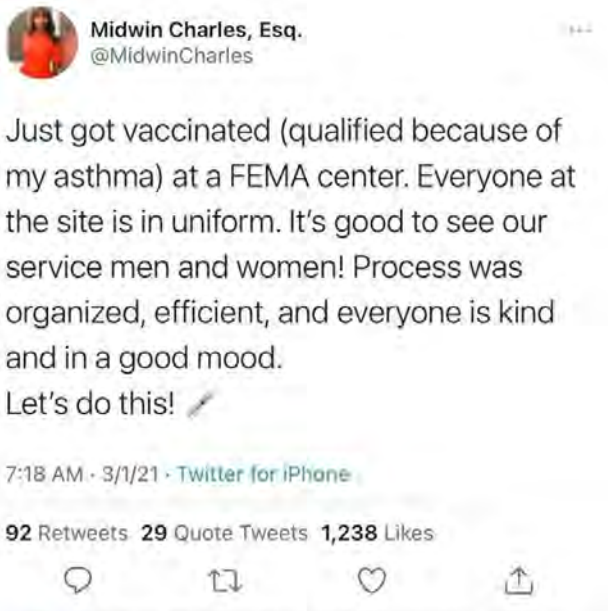 Midwin Charles, Esq.
@MidwinCharles
Just got vaccinated (qualified because of
my asthma) at a FEMA center. Everyone at
the site is in uniform. It's good to see our
service men and women! Process was
organized, efficient, and everyone is kind
and in a good mood.
Let's do this!
7:18 AM · 3/1/21 · Twitter for iPhone
92 Retweets 29 Quote Tweets 1,238 Likes